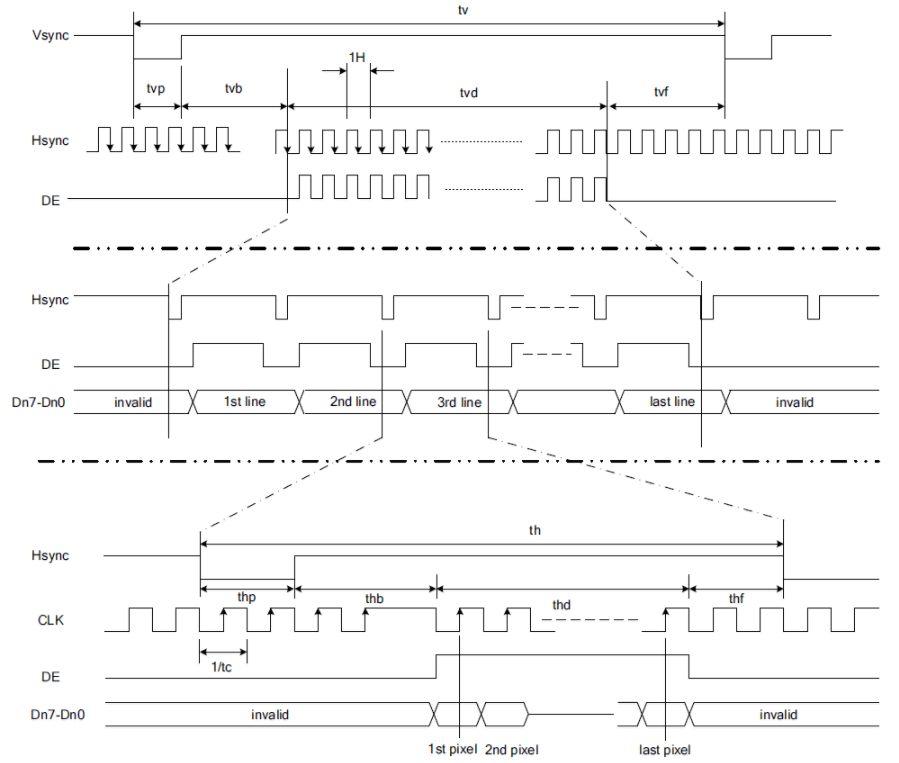 tv
Vsync
1H
tvp tvb tvd tvf
Hsync
DE
Hsync
DE
Dn7-Dn0 invalid 1st line 2nd line 3rd line last line invalid
th
Hsync
thp thb thd thf
CLK
1/tc
DE
Dn7-Dn0 invalid invalid
1st pixel 2nd pixel last pixel